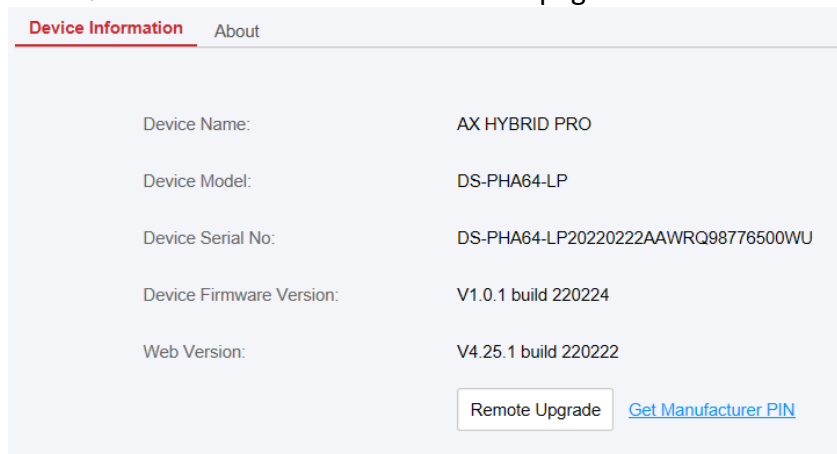 Device Information About
Device Name: AX HYBRID PRO
Device Model: DS-PHA64-LP
Device Serial No: DS-PHA64-LP20220222AAWRQ98776500WU
Device Firmware Version: V1.0.1 build 220224
Web Version: V4.25.1 build 220222
Remote Upgrade Get Manufacturer PIN